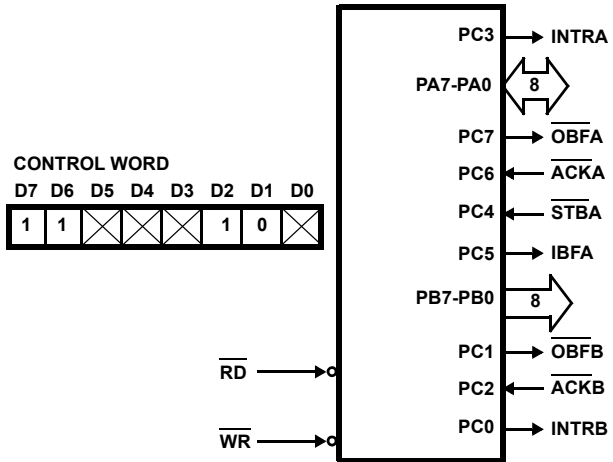 PC3 INTRA
PA7-PA0 8
PC7 OBFA
CONTROL WORD
PC6 ACKA
D7 D6 D5 D4 D3 D2 D1 D0
PC4 STBA
1 1 1 0
PC5 IBFA
PB7-PB0 8
PC1 OBFB
RD
PC2 ACKB
WR
PC0 INTRB